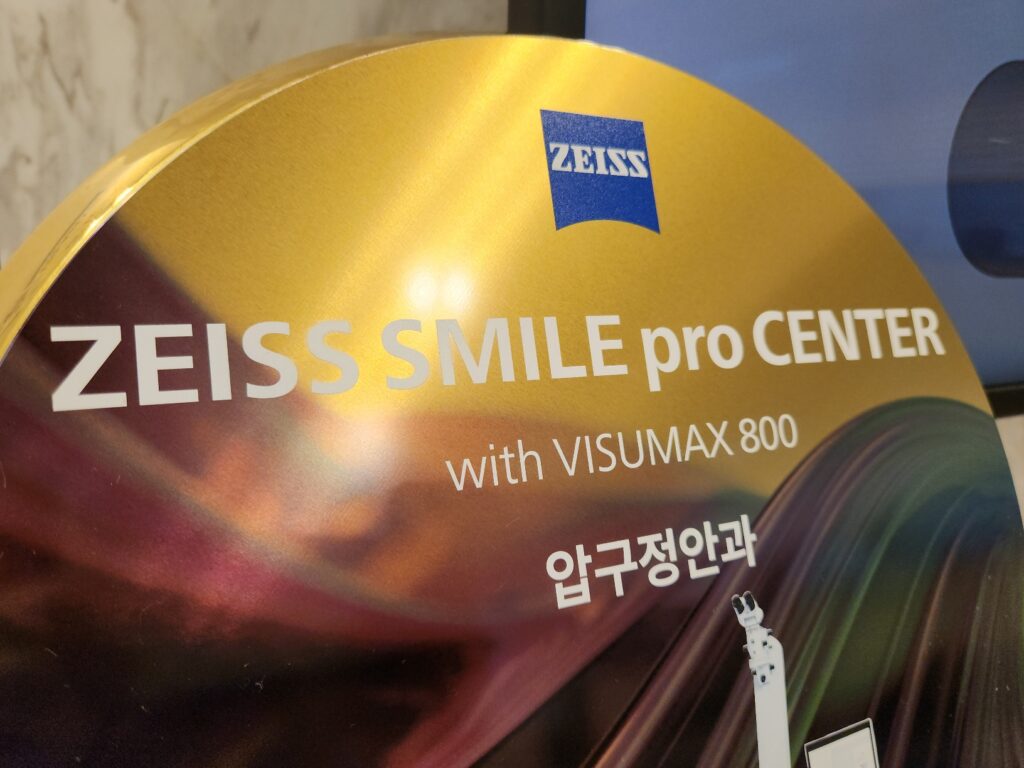 ZEISS
ZEISS SMILE pro CENTER
with VISUMAX 800
압구정안과